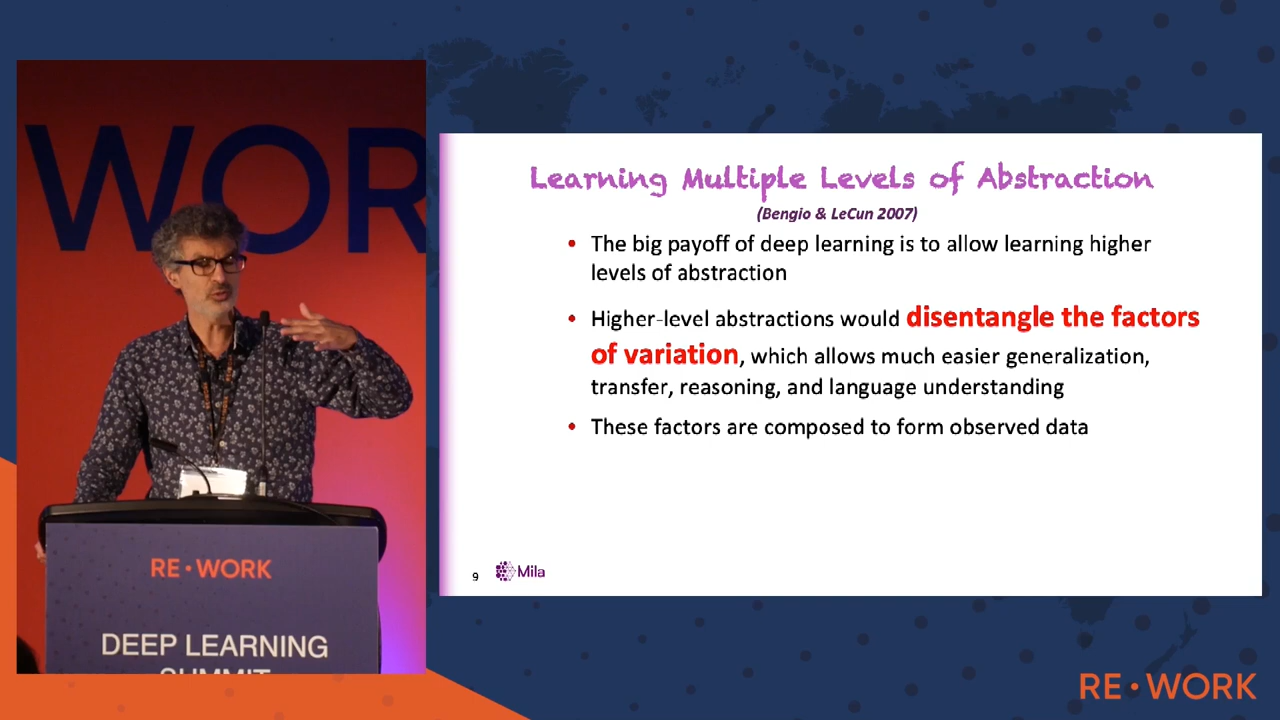 WOR
RE•WORK
DEEP LEARNING
SUMMIT
Learning Multiple Levels of Abstraction
(Bengio & LeCun 2007)
• The big payoff of deep learning is to allow learning higher
levels of abstraction
• Higher-level abstractions would disentangle the factors
of variation, which allows much easier generalization,
transfer, reasoning, and language understanding
• These factors are composed to form observed data
9
Mila
RE•WORK